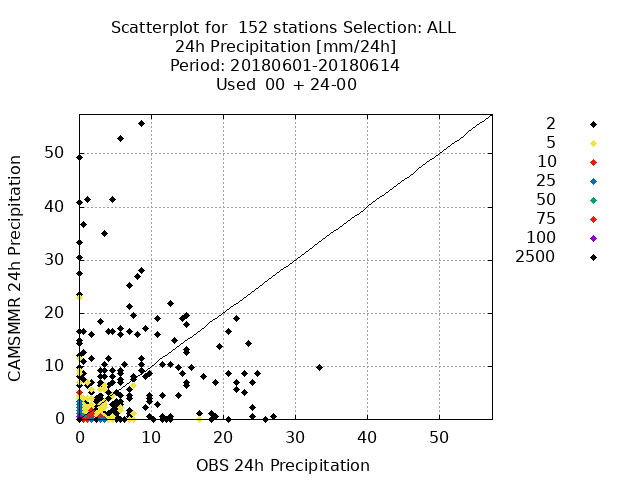 Scatterplot for  152 stations Selection: ALL
24h Precipitation [mm/24h]
Period: 20180601-20180614
Used  00 + 24-00
CAMSMMR 24h Precipitation
50
40
30
20
10
0
0 10 20 30 40 50
OBS 24h Precipitation
2
5
10
25
50
75
100
2500